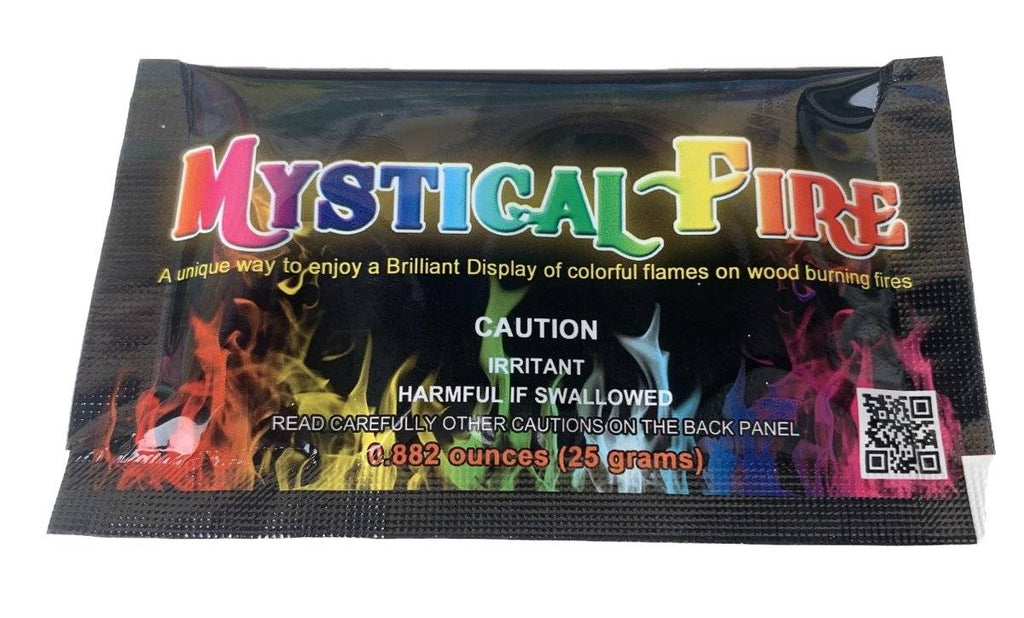 MYSTICAL FIRE
A unique way to enjoy a Brilliant Display of colorful flames on wood burning fires
CAUTION
IRRITANT
HARMFUL IF SWALLOWED
READ CAREFULLY OTHER CAUTIONS ON THE BACK PANEL
0.882 ounces (25 grams)